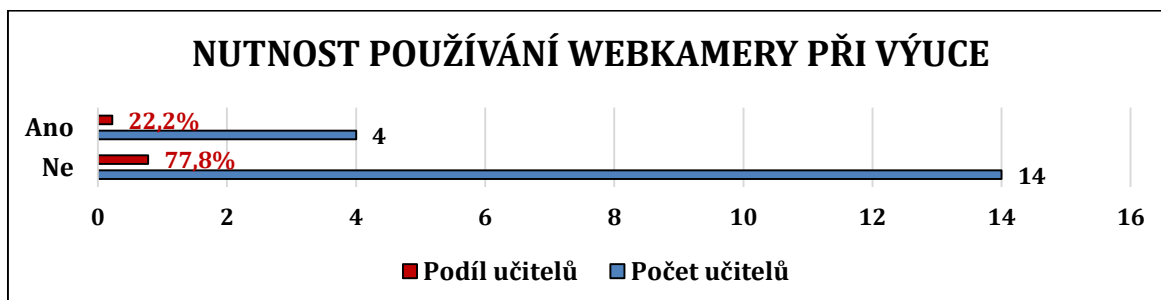 NUTNOST POUŽÍVÁNÍ WEBKAMERY PŘI VÝUCE
Ano 22,2% 4
Ne 77,8% 14
0 2 4 6 8 10 12 14 16
Podíl učitelů Počet učitelů